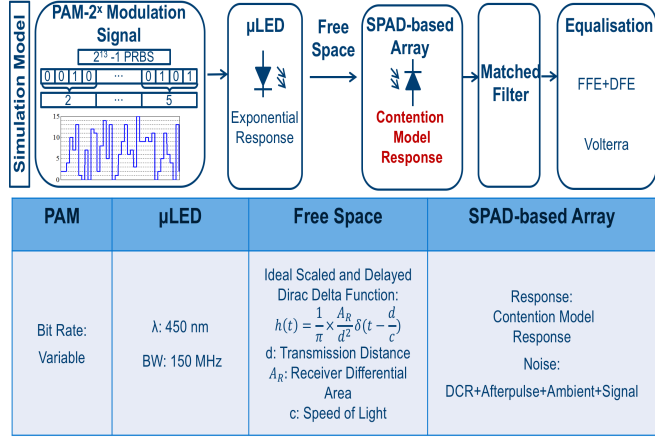 Simulation Model
PAM-2ˣ Modulation
Signal
2¹³ -1 PRBS
0 0 1 0 ... 0 1 0 1
2 ... 5
15
10
5
0
µLED
Exponential
Response
Free
Space
SPAD-based
Array
Contention
Model
Response
Matched
Filter
Equalisation
FFE+DFE
Volterra
PAM µLED Free Space SPAD-based Array
Bit Rate:
Variable
λ: 450 nm
BW: 150 MHz
Ideal Scaled and Delayed
Dirac Delta Function:
h(t) = 1/π × A_R/d² δ(t − d/c)
d: Transmission Distance
A_R: Receiver Differential
Area
c: Speed of Light
Response:
Contention Model
Response
Noise:
DCR+Afterpulse+Ambient+Signal